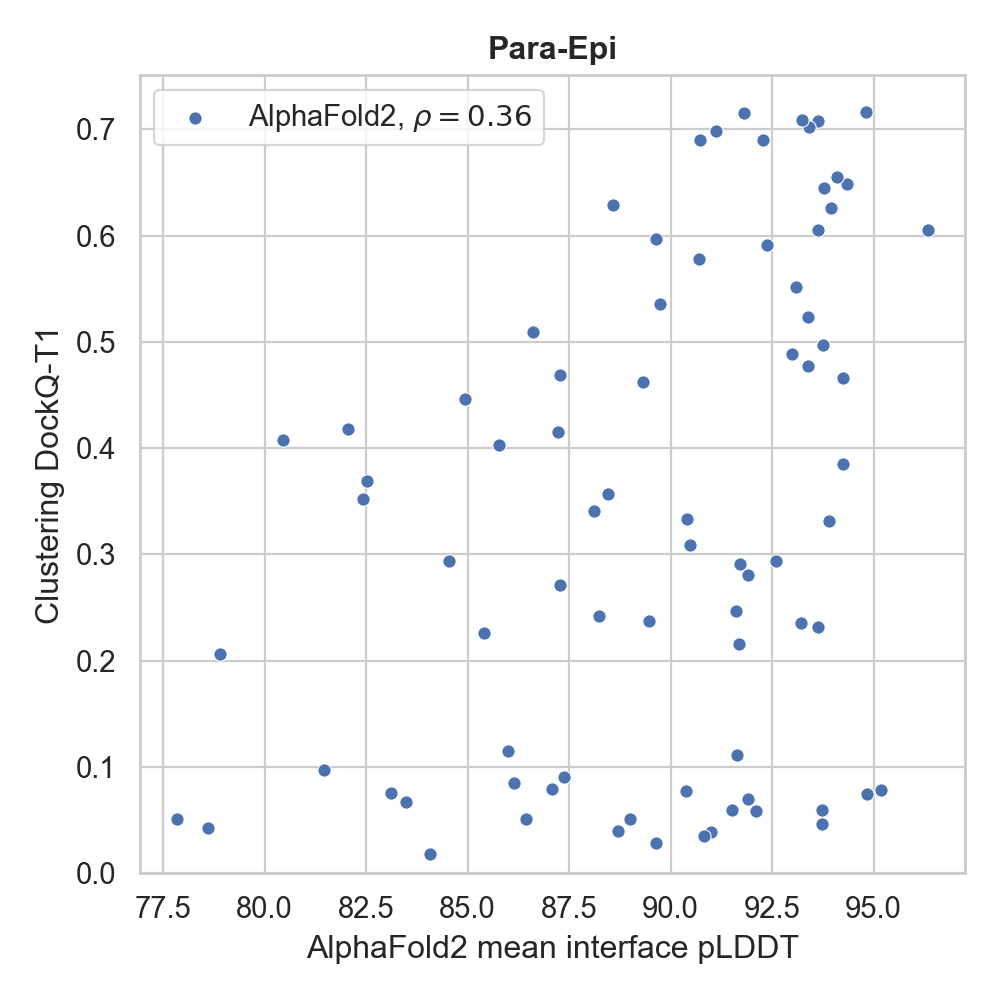 Para-Epi
AlphaFold2, ρ = 0.36
Clustering DockQ-T1
0.7
0.6
0.5
0.4
0.3
0.2
0.1
0.0
77.5 80.0 82.5 85.0 87.5 90.0 92.5 95.0
AlphaFold2 mean interface pLDDT